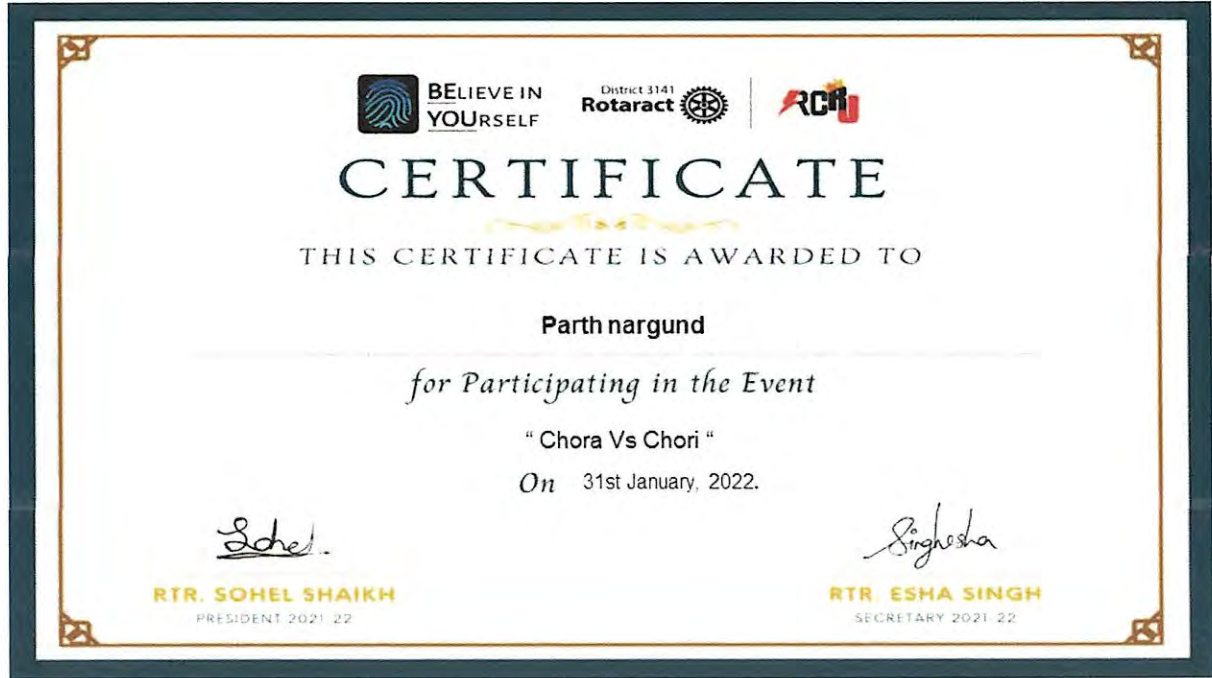 BELIEVE IN
YOURSELF
District 3141
Rotaract
RCRU
CERTIFICATE
THIS CERTIFICATE IS AWARDED TO
Parth nargund
for Participating in the Event
“ Chora Vs Chori “
On 31st January, 2022.
Sohel
Singhesha
RTR. SOHEL SHAIKH
RTR. ESHA SINGH
PRESIDENT 2021-22
SECRETARY 2021-22